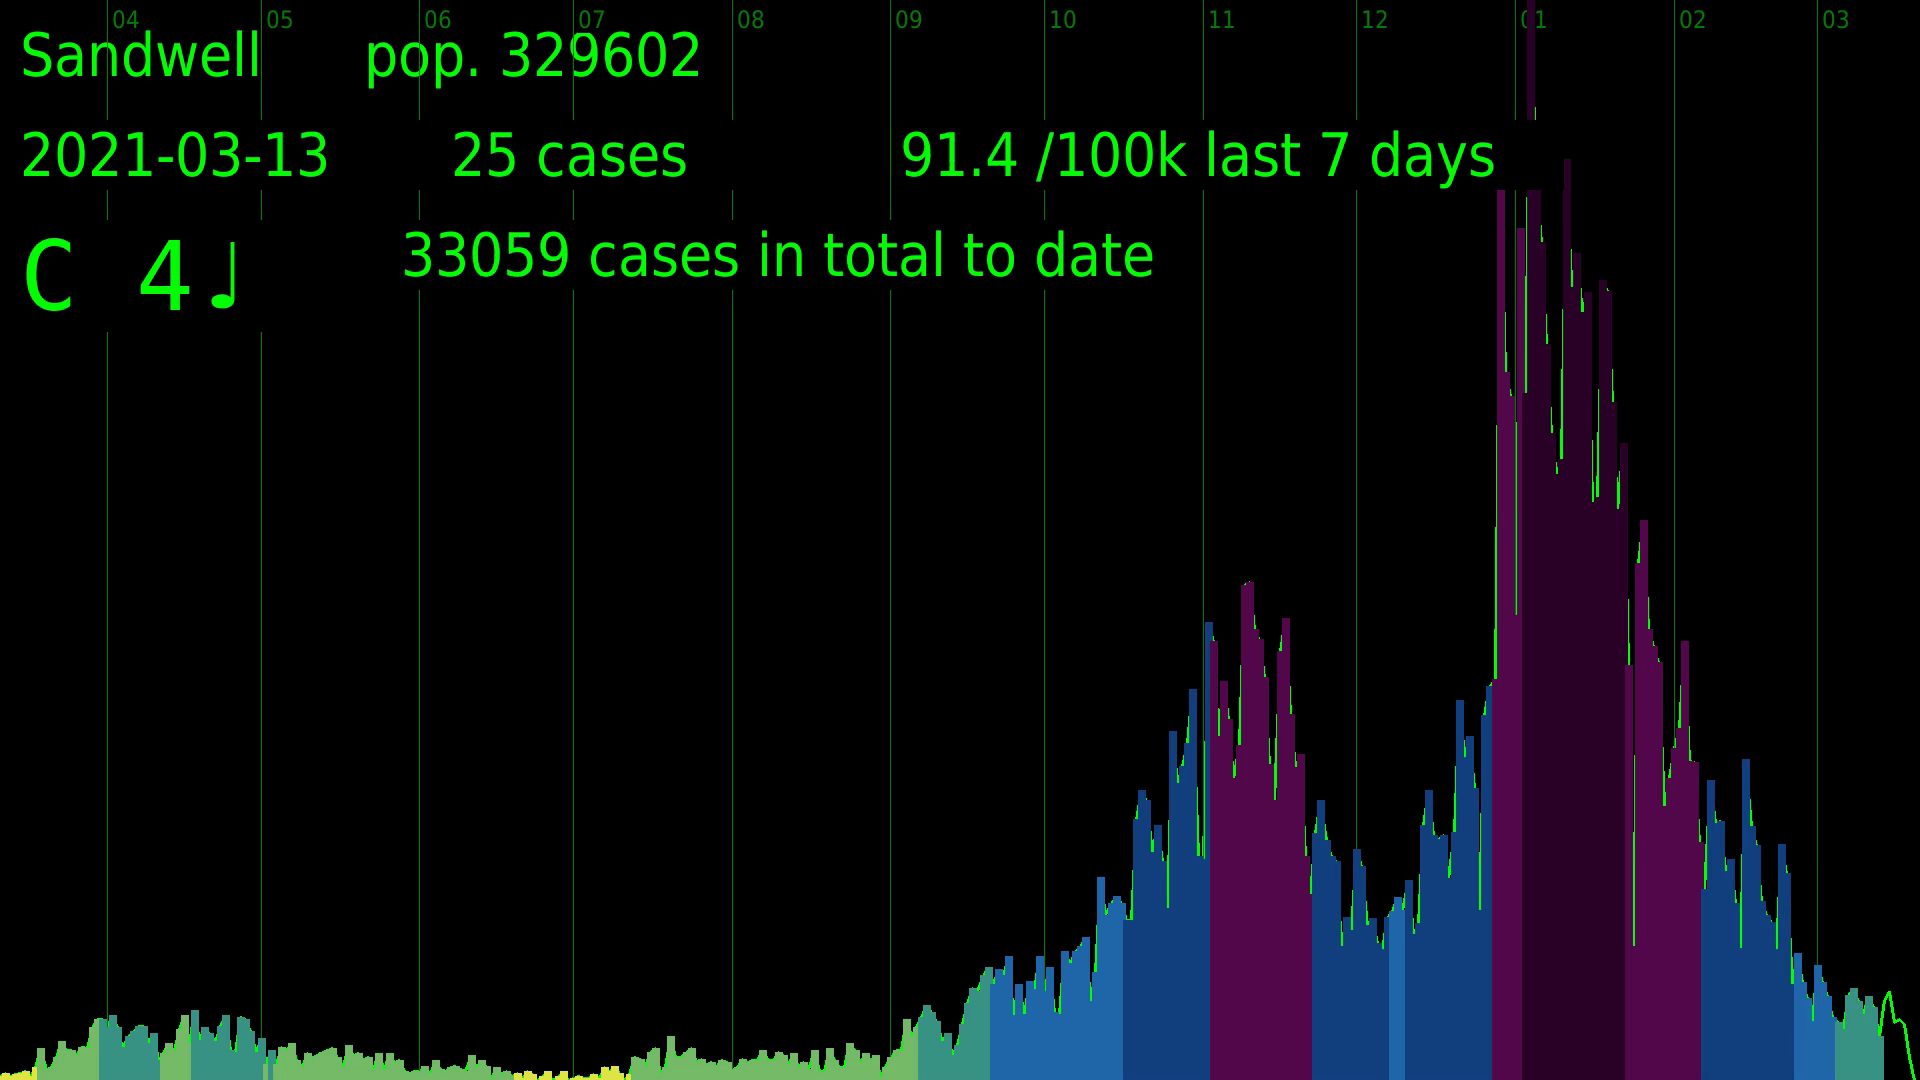 04 05 06 07 08 09 10 11 12 01 02 03
Sandwell pop. 329602
2021-03-13 25 cases 91.4 /100k last 7 days
33059 cases in total to date
C 4♩